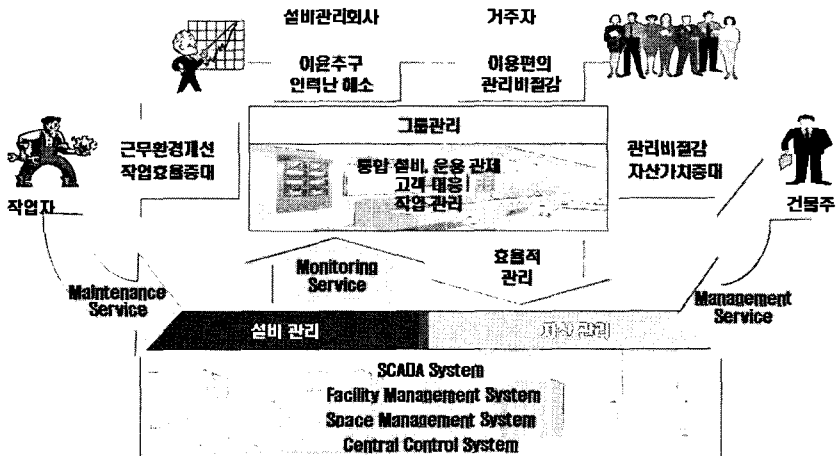 설비관리회사
거주자
이윤추구
인력난 해소
이용편의
관리비절감
그룹관리
근무환경개선
작업효율증대
통합 설비, 운용 관제
고객 대응
작업 관리
관리비절감
자산가치증대
작업자
건물주
Monitoring
Service
효율적
관리
Maintenance
Service
Management
Service
설비 관리
자산 관리
SCADA System
Facility Management System
Space Management System
Central Control System